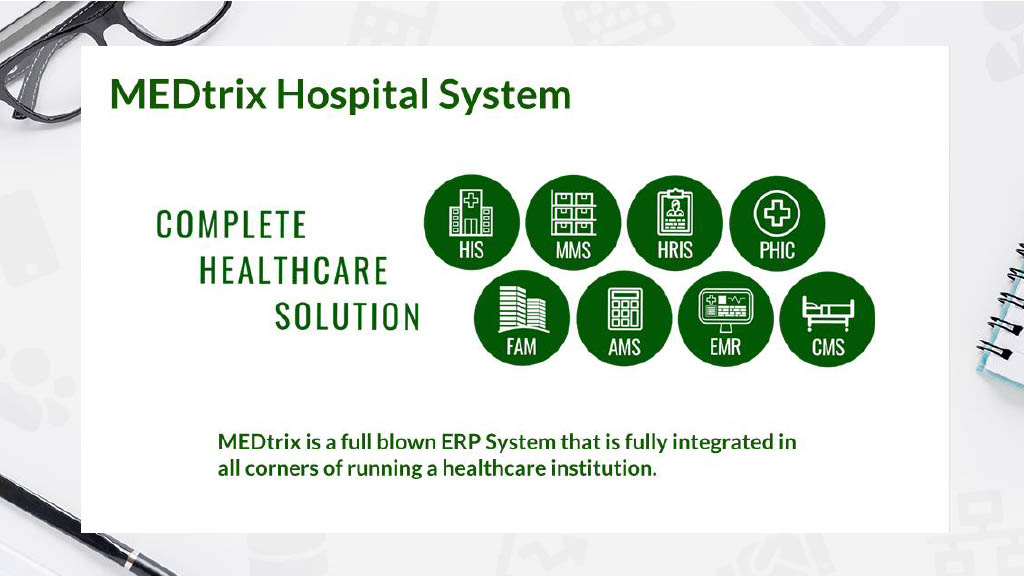 MEDtrix Hospital System
COMPLETE
HEALTHCARE
SOLUTION
HIS
MMS
HRIS
PHIC
FAM
AMS
EMR
CMS
MEDtrix is a full blown ERP System that is fully integrated in
all corners of running a healthcare institution.